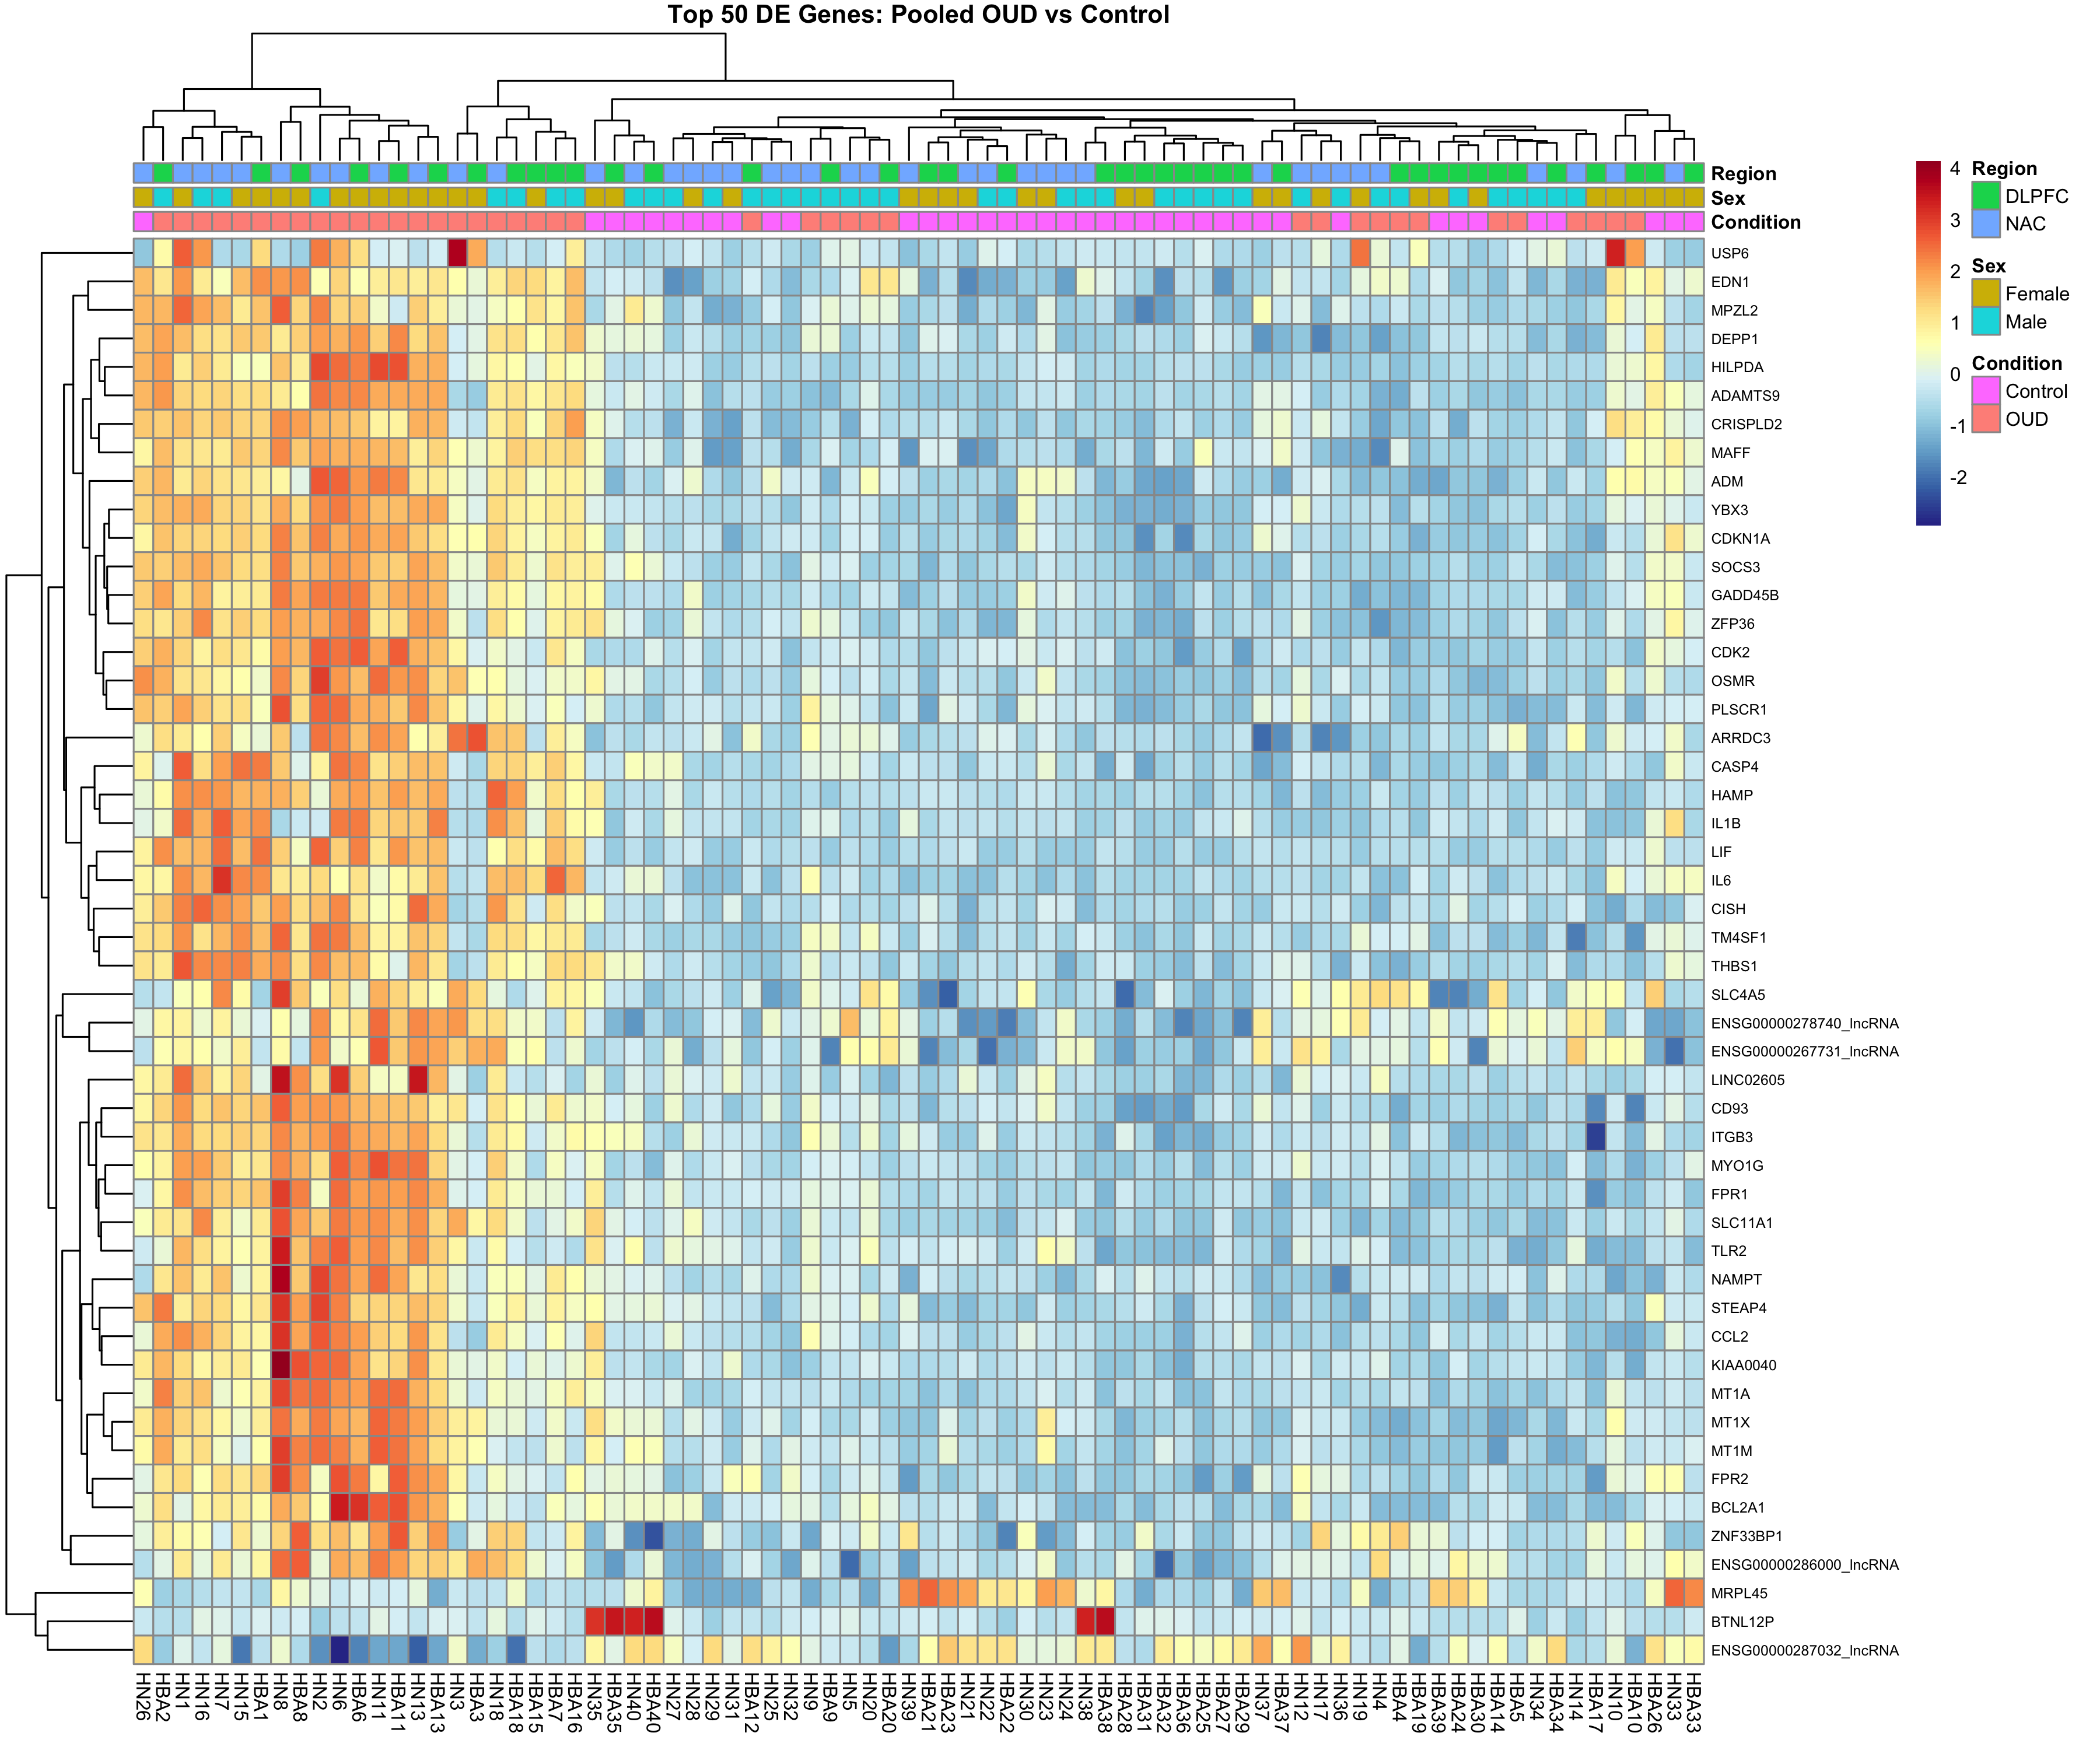 Top 50 DE Genes: Pooled OUD vs Control
Region
Sex
Condition
USP6
EDN1
MPZL2
DEPP1
HILPDA
ADAMTS9
CRISPLD2
MAFF
ADM
YBX3
CDKN1A
SOCS3
GADD45B
ZFP36
CDK2
OSMR
PLSCR1
ARRDC3
CASP4
HAMP
IL1B
LIF
IL6
CISH
TM4SF1
THBS1
SLC4A5
ENSG00000278740_lncRNA
ENSG00000267731_lncRNA
LINC02605
CD93
ITGB3
MYO1G
FPR1
SLC11A1
TLR2
NAMPT
STEAP4
CCL2
KIAA0040
MT1A
MT1X
MT1M
FPR2
BCL2A1
ZNF33BP1
ENSG00000286000_lncRNA
MRPL45
BTNL12P
ENSG00000287032_lncRNA
HN26
HBA2
HN1
HN16
HN7
HN15
HBA1
HN8
HBA8
HN2
HN6
HBA6
HN11
HBA11
HN13
HBA13
HN3
HBA3
HN18
HBA18
HBA15
HBA7
HBA16
HN35
HBA35
HN40
HBA40
HN27
HN28
HN29
HN31
HBA12
HN25
HN32
HN9
HBA9
HN5
HN20
HBA20
HN39
HBA21
HBA23
HN21
HN22
HBA22
HN30
HN23
HN24
HN38
HBA38
HBA28
HBA31
HBA32
HBA36
HBA25
HBA27
HBA29
HN37
HBA37
HN12
HN17
HN36
HN19
HN4
HBA4
HBA19
HBA39
HBA24
HBA30
HBA14
HBA5
HN34
HBA34
HN14
HBA17
HN10
HBA10
HBA26
HN33
HBA33
4
3
2
1
0
-1
-2
Region
DLPFC
NAC
Sex
Female
Male
Condition
Control
OUD